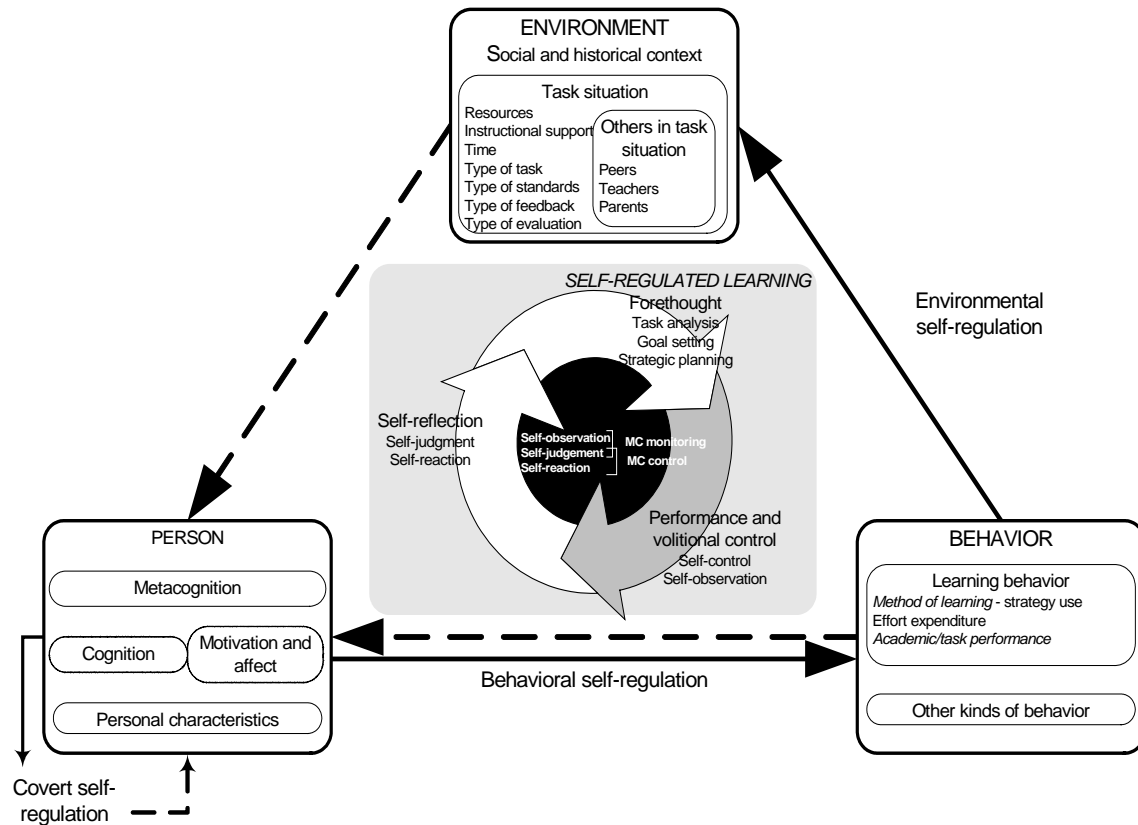 ENVIRONMENT
Social and historical context
Task situation
Resources
Instructional support
Time
Type of task
Type of standards
Type of feedback
Type of evaluation
Others in task
situation
Peers
Teachers
Parents
SELF-REGULATED LEARNING
Forethought
Task analysis
Goal setting
Strategic planning
Environmental
self-regulation
Self-reflection
Self-judgment
Self-reaction
Self-observation
Self-judgement
Self-reaction
MC monitoring
MC control
Performance and
volitional control
Self-control
Self-observation
PERSON
Metacognition
Cognition
Motivation and
affect
Personal characteristics
Behavioral self-regulation
BEHAVIOR
Learning behavior
Method of learning - strategy use
Effort expenditure
Academic/task performance
Other kinds of behavior
Covert self-
regulation